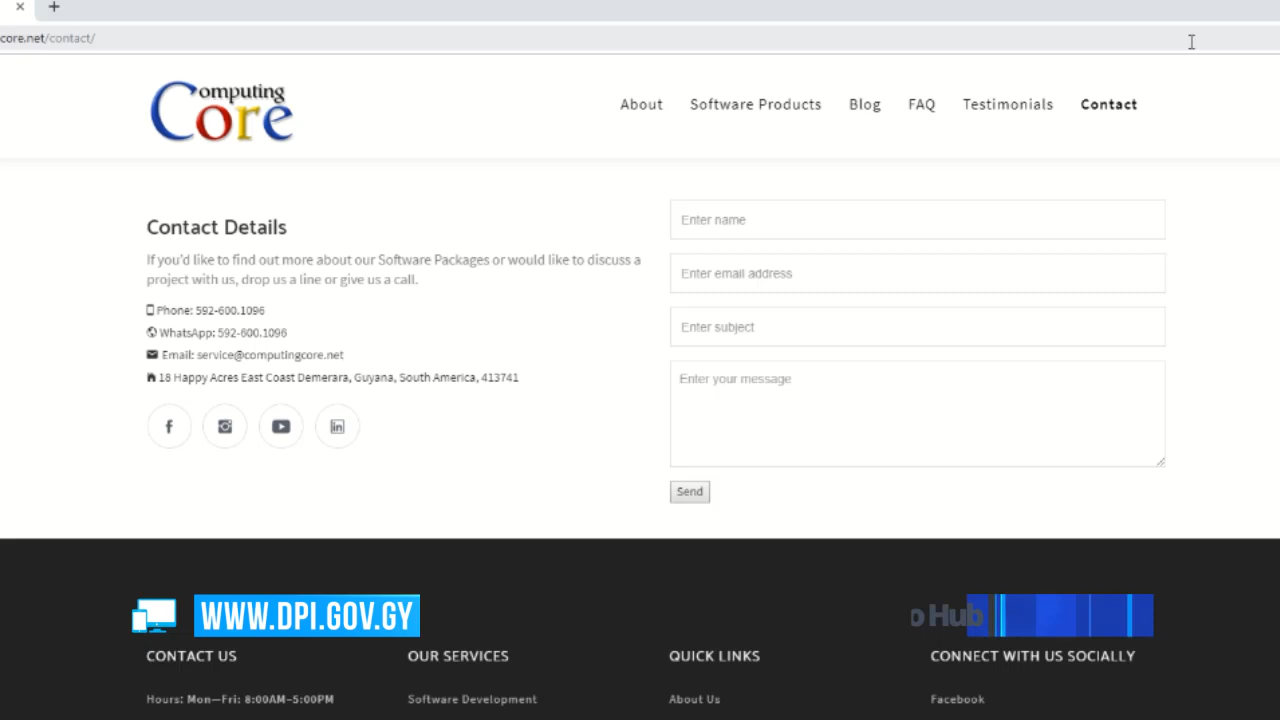 core.net/contact/
Computing
Core
About Software Products Blog FAQ Testimonials Contact
Contact Details
If you'd like to find out more about our Software Packages or would like to discuss a
project with us, drop us a line or give us a call.
Phone: 592-600.1096
WhatsApp: 592-600.1096
Email: service@computingcore.net
18 Happy Acres East Coast Demerara, Guyana, South America, 413741
Enter name
Enter email address
Enter subject
Enter your message
Send
WWW.DPI.GOV.GY
Hub
CONTACT US
Hours: Mon—Fri: 8:00AM–5:00PM
OUR SERVICES
Software Development
QUICK LINKS
About Us
CONNECT WITH US SOCIALLY
Facebook